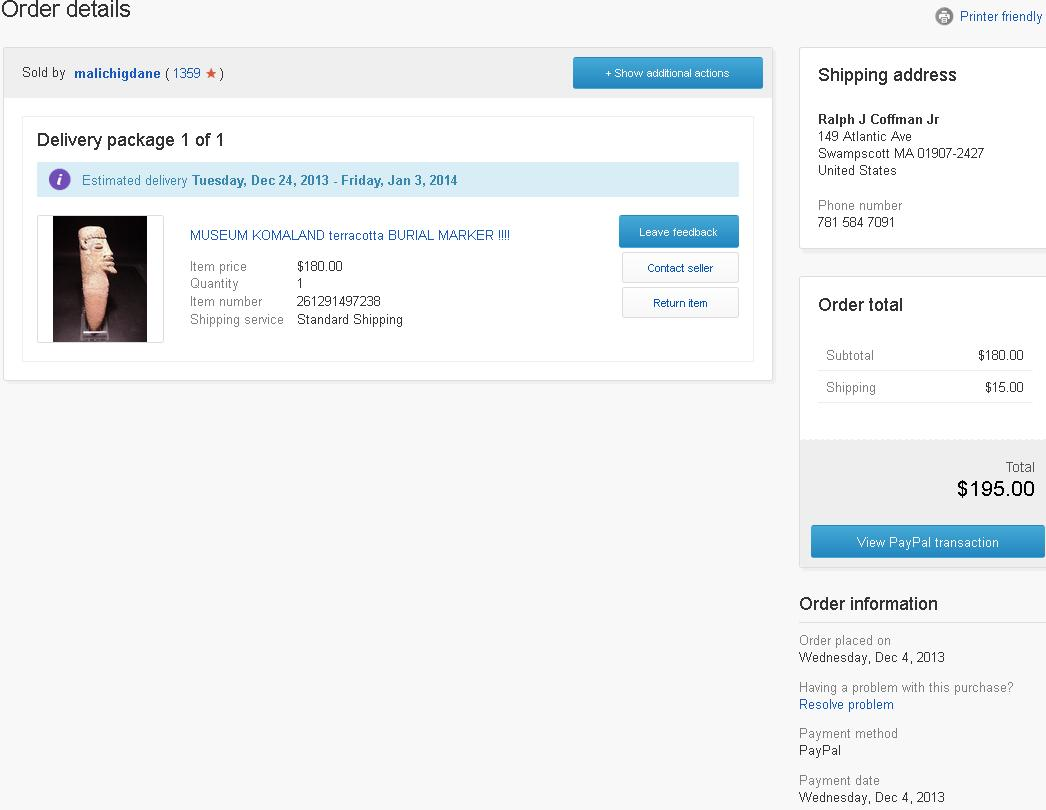 Order details
Printer friendly
Sold by malichigdane ( 1359 ★ )
+ Show additional actions
Delivery package 1 of 1
i Estimated delivery Tuesday, Dec 24, 2013 - Friday, Jan 3, 2014
MUSEUM KOMALAND terracotta BURIAL MARKER !!!!
Item price $180.00
Quantity 1
Item number 261291497238
Shipping service Standard Shipping
Leave feedback
Contact seller
Return item
Shipping address
Ralph J Coffman Jr
149 Atlantic Ave
Swampscott MA 01907-2427
United States
Phone number
781 584 7091
Order total
Subtotal $180.00
Shipping $15.00
Total
$195.00
View PayPal transaction
Order information
Order placed on
Wednesday, Dec 4, 2013
Having a problem with this purchase?
Resolve problem
Payment method
PayPal
Payment date
Wednesday, Dec 4, 2013